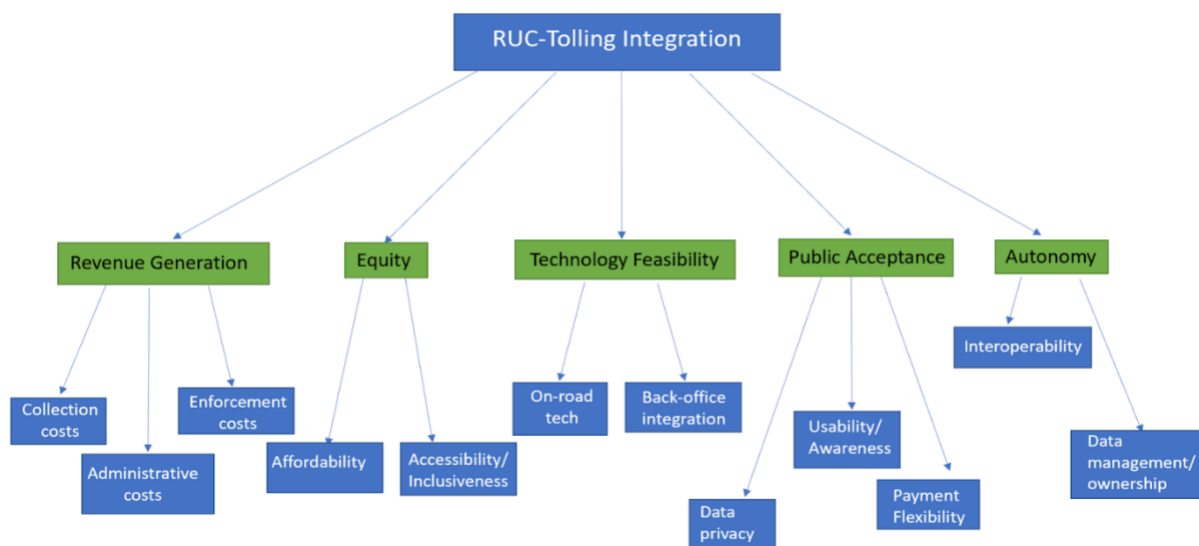 RUC-Tolling Integration
Revenue Generation
Equity
Technology Feasibility
Public Acceptance
Autonomy
Collection
costs
Administrative
costs
Enforcement
costs
Affordability
Accessibility/
Inclusiveness
On-road
tech
Back-office
integration
Data
privacy
Usability/
Awareness
Payment
Flexibility
Interoperability
Data
management/
ownership